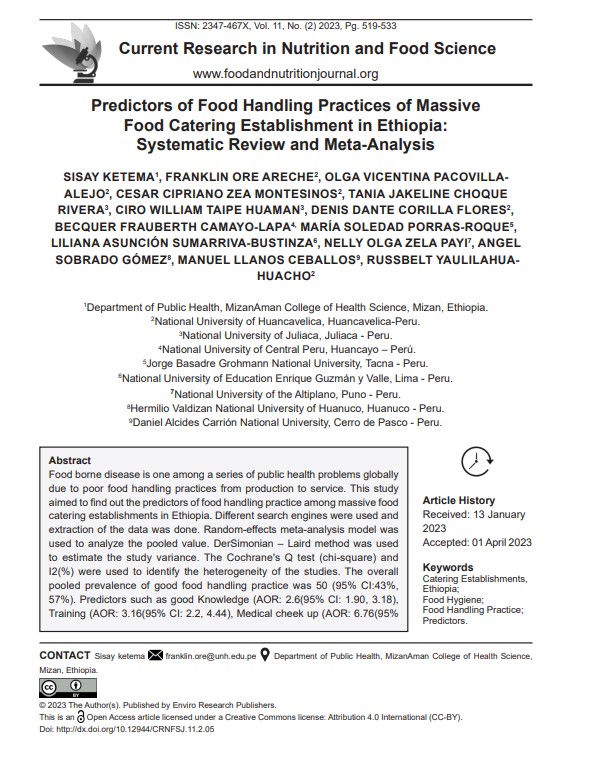 ISSN: 2347-467X, Vol. 11, No. (2) 2023, Pg. 519-533
Current Research in Nutrition and Food Science
www.foodandnutritionjournal.org
Predictors of Food Handling Practices of Massive
Food Catering Establishment in Ethiopia:
Systematic Review and Meta-Analysis
SISAY KETEMA¹, FRANKLIN ORE ARECHE², OLGA VICENTINA PACOVILLA-
ALEJO², CESAR CIPRIANO ZEA MONTESINOS², TANIA JAKELINE CHOQUE
RIVERA³, CIRO WILLIAM TAIPE HUAMAN³, DENIS DANTE CORILLA FLORES²,
BECQUER FRAUBERTH CAMAYO-LAPA⁴, MARÍA SOLEDAD PORRAS-ROQUE⁵,
LILIANA ASUNCIÓN SUMARRIVA-BUSTINZA⁶, NELLY OLGA ZELA PAYI⁷, ANGEL
SOBRADO GÓMEZ⁸, MANUEL LLANOS CEBALLOS⁹, RUSSBELT YAULILAHUA-
HUACHO²
¹Department of Public Health, MizanAman College of Health Science, Mizan, Ethiopia.
²National University of Huancavelica, Huancavelica-Peru.
³National University of Juliaca, Juliaca - Peru.
⁴National University of Central Peru, Huancayo – Perú.
⁵Jorge Basadre Grohmann National University, Tacna - Peru.
⁶National University of Education Enrique Guzmán y Valle, Lima - Peru.
⁷National University of the Altiplano, Puno - Peru.
⁸Hermilio Valdizan National University of Huanuco, Huanuco - Peru.
⁹Daniel Alcides Carrión National University, Cerro de Pasco - Peru.
Abstract
Food borne disease is one among a series of public health problems globally
due to poor food handling practices from production to service. This study
aimed to find out the predictors of food handling practice among massive food
catering establishments in Ethiopia. Different search engines were used and
extraction of the data was done. Random-effects meta-analysis model was
used to analyze the pooled value. DerSimonian – Laird method was used
to estimate the study variance. The Cochrane's Q test (chi-square) and
I2(%) were used to identify the heterogeneity of the studies. The overall
pooled prevalence of good food handling practice was 50 (95% CI:43%,
57%). Predictors such as good Knowledge (AOR: 2.6(95% CI: 1.90, 3.18),
Training (AOR: 3.16(95% CI: 2.2, 4.44), Medical cheek up (AOR: 6.76(95%
Article History
Received: 13 January
2023
Accepted: 01 April 2023
Keywords
Catering Establishments,
Ethiopia;
Food Hygiene;
Food Handling Practice;
Predictors.
CONTACT Sisay ketema franklin.ore@unh.edu.pe Department of Public Health, MizanAman College of Health Science,
Mizan, Ethiopia.
cc BY
© 2023 The Author(s). Published by Enviro Research Publishers.
This is an Open Access article licensed under a Creative Commons license: Attribution 4.0 International (CC-BY).
Doi: http://dx.doi.org/10.12944/CRNFSJ.11.2.05